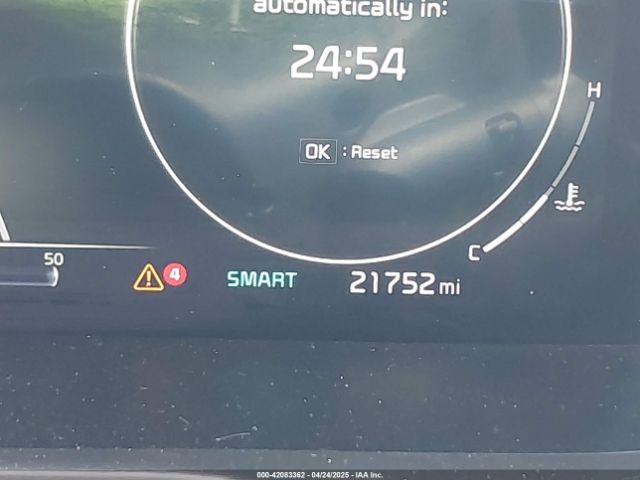 automatically in:
24:54
H
OK : Reset
C
50
4
SMART
21752 mi
000-42083362 - 04/24/2025 - IAA Inc.